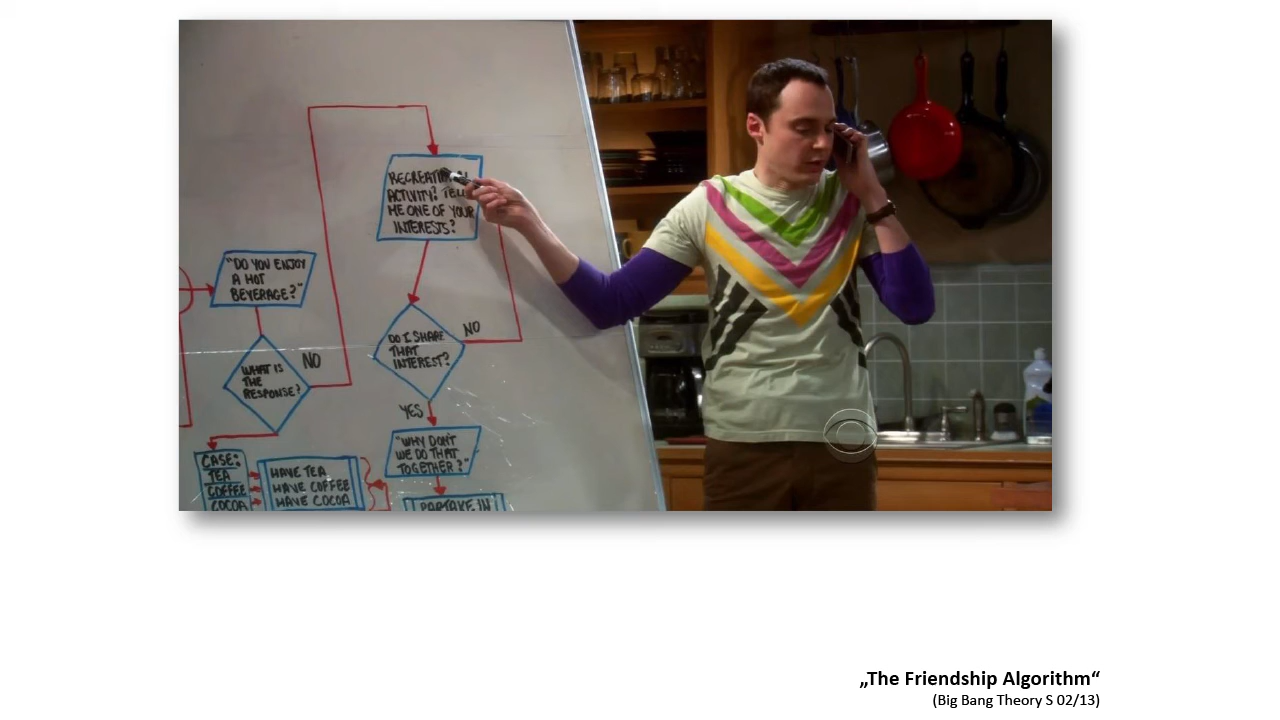 "DO YOU ENJOY
A HOT
BEVERAGE?"
WHAT IS
THE
RESPONSE?
NO
CASE:
TEA
COFFEE
COCOA
HAVE TEA
HAVE COFFEE
HAVE COCOA
ACTIVITY? TELL
ME ONE OF YOUR
INTERESTS?
DO I SHARE
THAT
INTEREST?
NO
YES
"WHY DON'T
WE DO THAT
TOGETHER?"
PARTAKE IN
„The Friendship Algorithm“
(Big Bang Theory S 02/13)